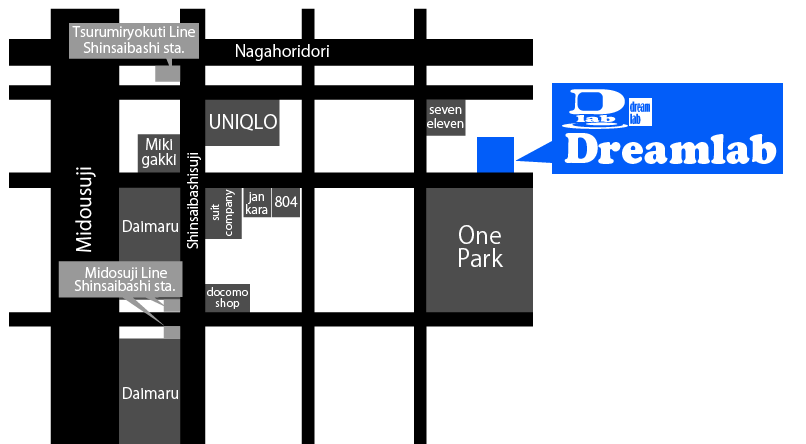 Tsurumiryokuti Line
Shinsaibashi sta.
Nagahoridori
UNIQLO
seven
eleven
D
lab
dream
lab
Dreamlab
Miki
gakki
Midousuji
Shinsaibashisuji
Daimaru
suit
company
jan
kara
804
One
Park
Midosuji Line
Shinsaibashi sta.
docomo
shop
Daimaru